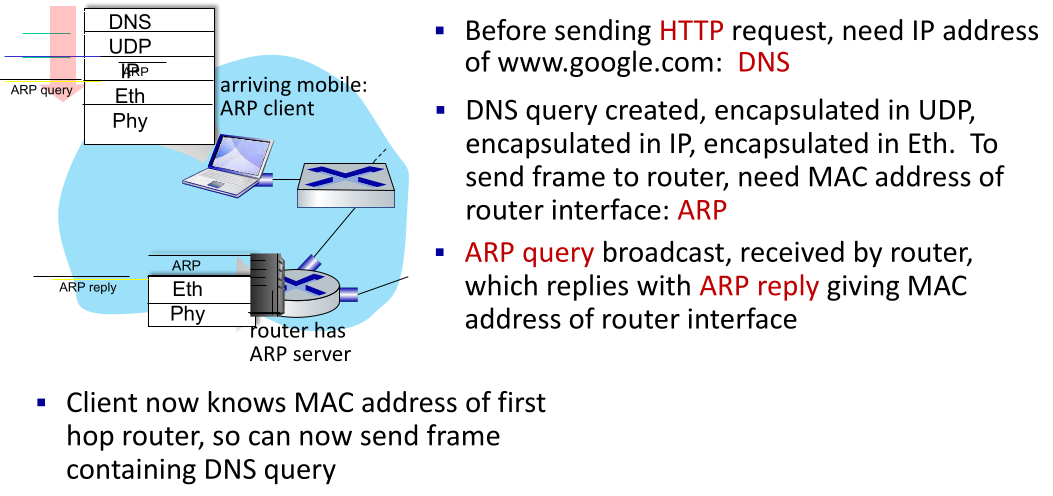 DNS
UDP
IP
ARP
Eth
Phy
ARP query
arriving mobile:
ARP client
ARP
Eth
Phy
ARP reply
router has
ARP server
Before sending HTTP request, need IP address
of www.google.com: DNS
DNS query created, encapsulated in UDP,
encapsulated in IP, encapsulated in Eth. To
send frame to router, need MAC address of
router interface: ARP
ARP query broadcast, received by router,
which replies with ARP reply giving MAC
address of router interface
Client now knows MAC address of first
hop router, so can now send frame
containing DNS query